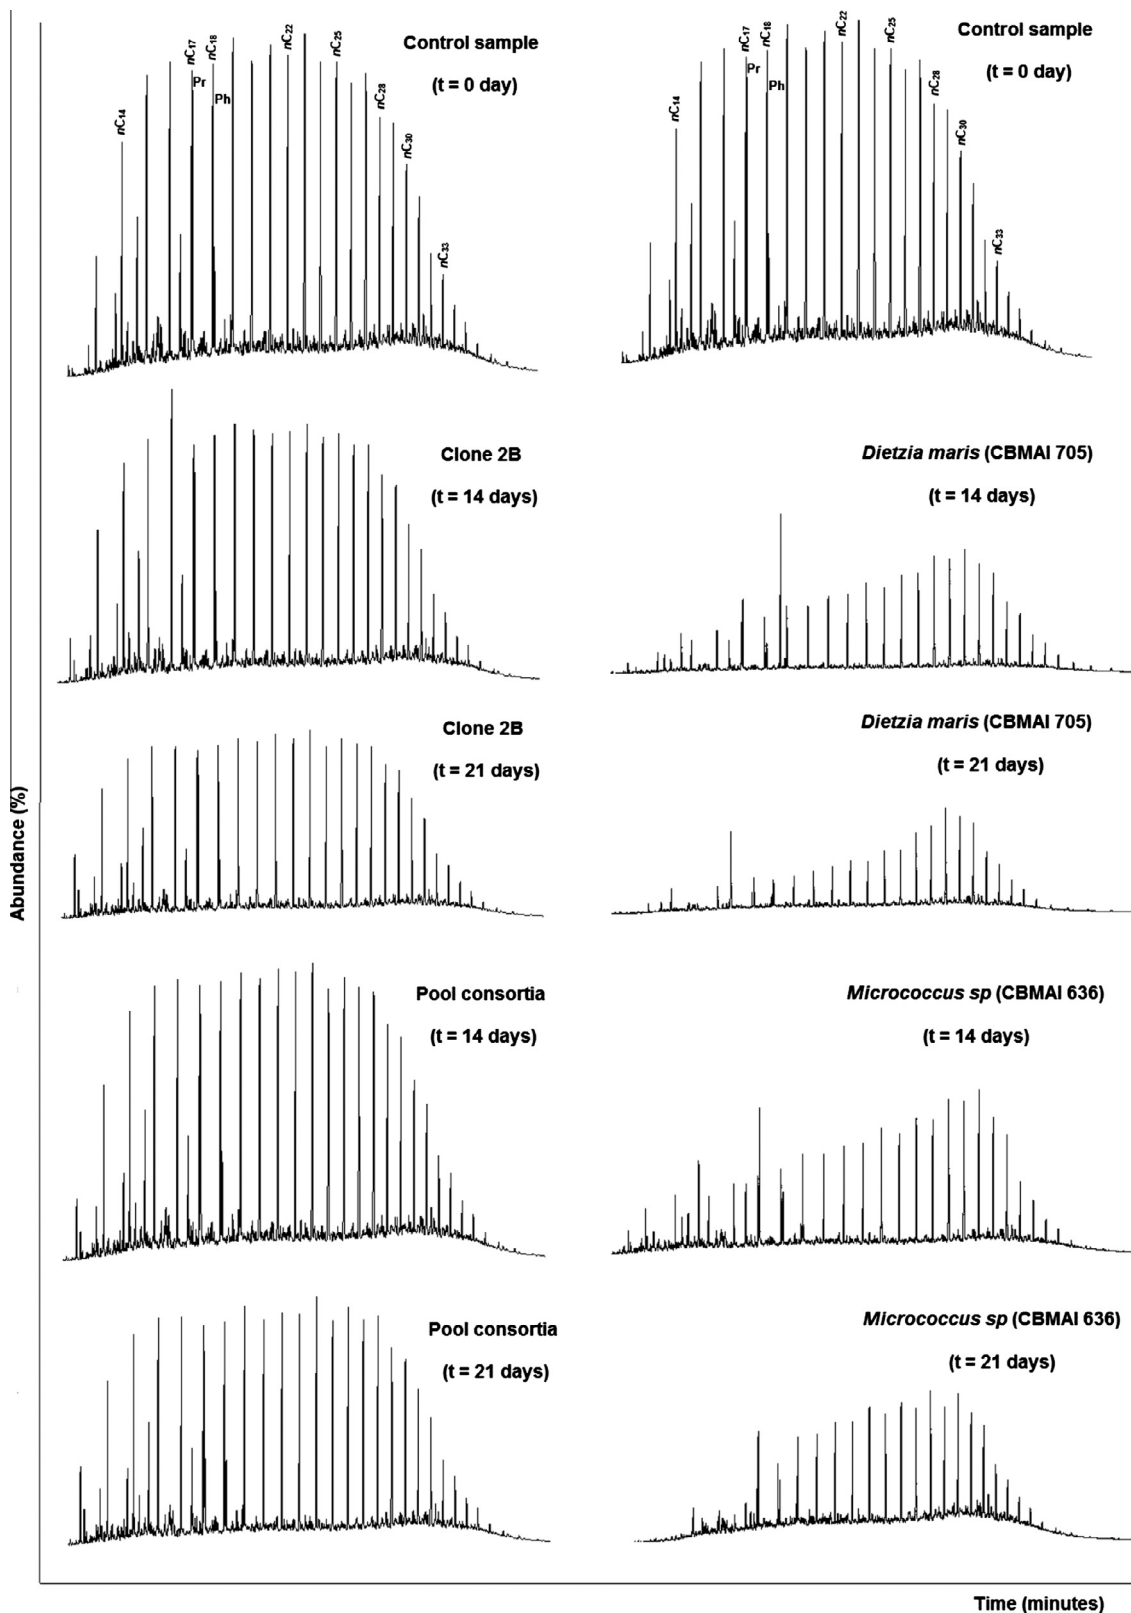 Control sample
(t = 0 day)
nC14
nC17
Pr
nC18
Ph
nC22
nC25
nC28
nC30
nC33
Control sample
(t = 0 day)
nC14
nC17
Pr
nC18
Ph
nC22
nC25
nC28
nC30
nC33
Clone 2B
(t = 14 days)
Dietzia maris (CBMAI 705)
(t = 14 days)
Clone 2B
(t = 21 days)
Dietzia maris (CBMAI 705)
(t = 21 days)
Pool consortia
(t = 14 days)
Micrococcus sp (CBMAI 636)
(t = 14 days)
Pool consortia
(t = 21 days)
Micrococcus sp (CBMAI 636)
(t = 21 days)
Abundance (%)
Time (minutes)